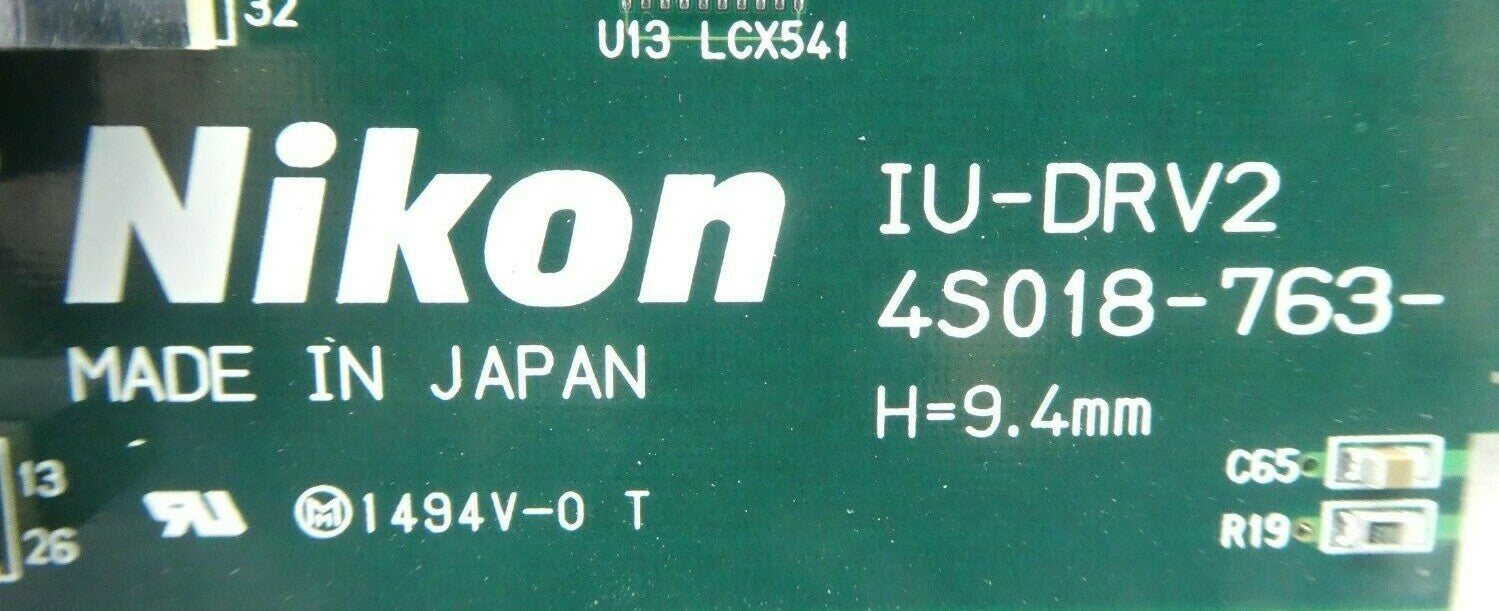 32
U13 LCX541
Nikon
MADE IN JAPAN
IU-DRV2
4S018-763-
H=9.4mm
13
26
1494V-0 T
C65
R19